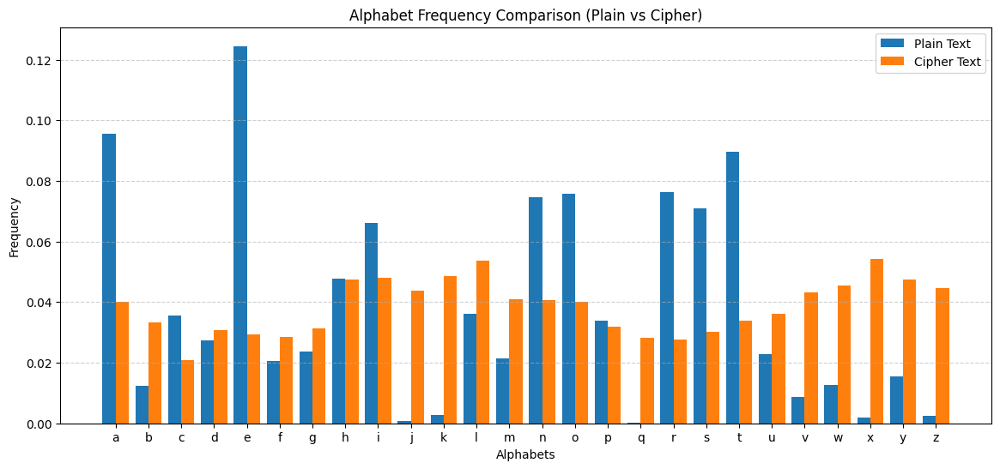 Alphabet Frequency Comparison (Plain vs Cipher)
Plain Text
Cipher Text
0.12
0.10
0.08
0.06
0.04
0.02
0.00
Frequency
a b c d e f g h i j k l m n o p q r s t u v w x y z
Alphabets